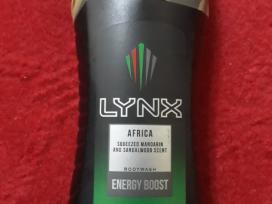 LYNX
AFRICA
SQUEEZED MANDARIN
AND SANDALWOOD SCENT
BODYWASH
ENERGY BOOST